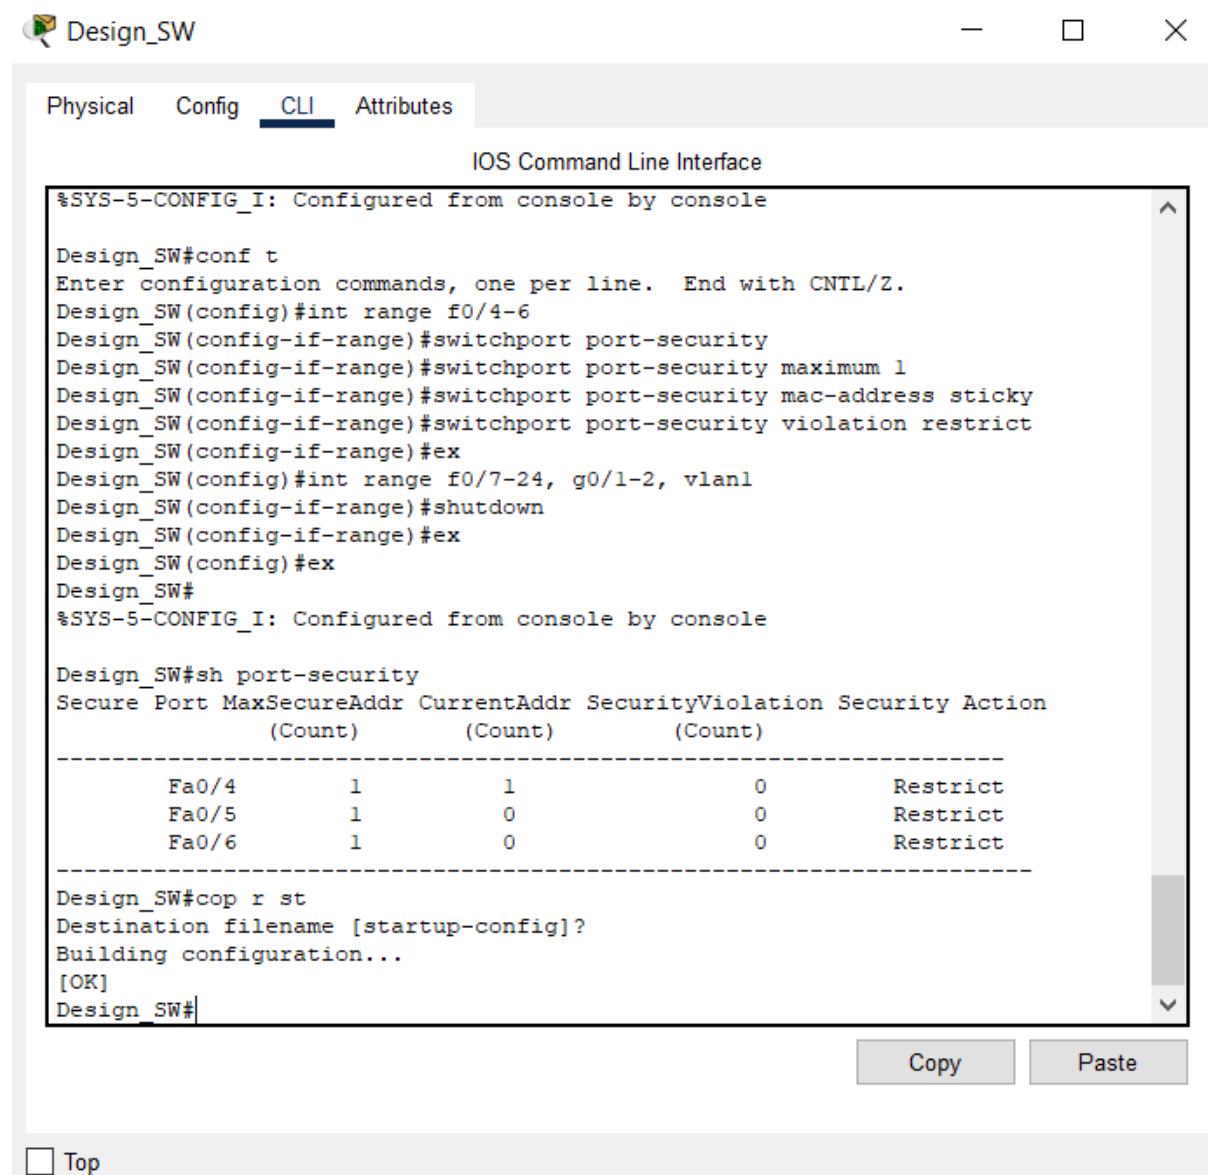 Design_SW
Physical Config CLI Attributes
IOS Command Line Interface
%SYS-5-CONFIG_I: Configured from console by console
Design_SW#conf t
Enter configuration commands, one per line.  End with CNTL/Z.
Design_SW(config)#int range f0/4-6
Design_SW(config-if-range)#switchport port-security
Design_SW(config-if-range)#switchport port-security maximum 1
Design_SW(config-if-range)#switchport port-security mac-address sticky
Design_SW(config-if-range)#switchport port-security violation restrict
Design_SW(config-if-range)#ex
Design_SW(config)#int range f0/7-24, g0/1-2, vlan1
Design_SW(config-if-range)#shutdown
Design_SW(config-if-range)#ex
Design_SW(config)#ex
Design_SW#
%SYS-5-CONFIG_I: Configured from console by console
Design_SW#sh port-security
Secure Port MaxSecureAddr CurrentAddr SecurityViolation Security Action
(Count) (Count) (Count)
--------------------------------------------------------------------
Fa0/4 1 1 0 Restrict
Fa0/5 1 0 0 Restrict
Fa0/6 1 0 0 Restrict
----------------------------------------------------------------------
Design_SW#cop r st
Destination filename [startup-config]?
Building configuration...
[OK]
Design_SW#
Copy Paste
Top